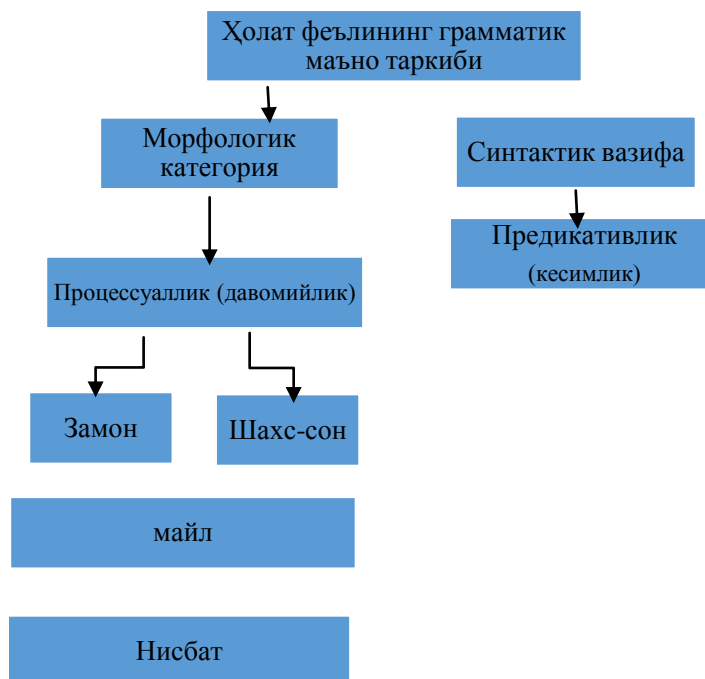 Ҳолат феълининг грамматик
маъно таркиби
Морфологик
категория
Синтактик вазифа
Предикативлик
(кесимлик)
Процессуаллик (давомийлик)
Замон
Шахс-сон
майл
Нисбат